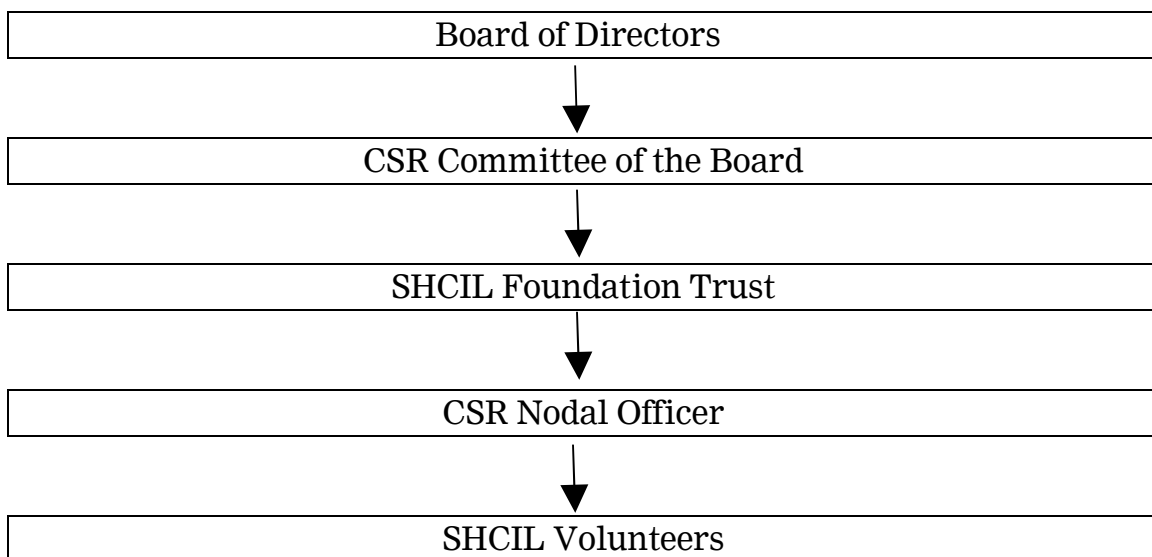 Board of Directors
CSR Committee of the Board
SHCIL Foundation Trust
CSR Nodal Officer
SHCIL Volunteers